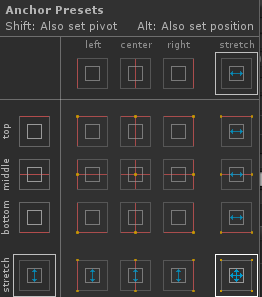 Anchor Presets
Shift: Also set pivot Alt: Also set position
left center right stretch
top
middle
bottom
stretch